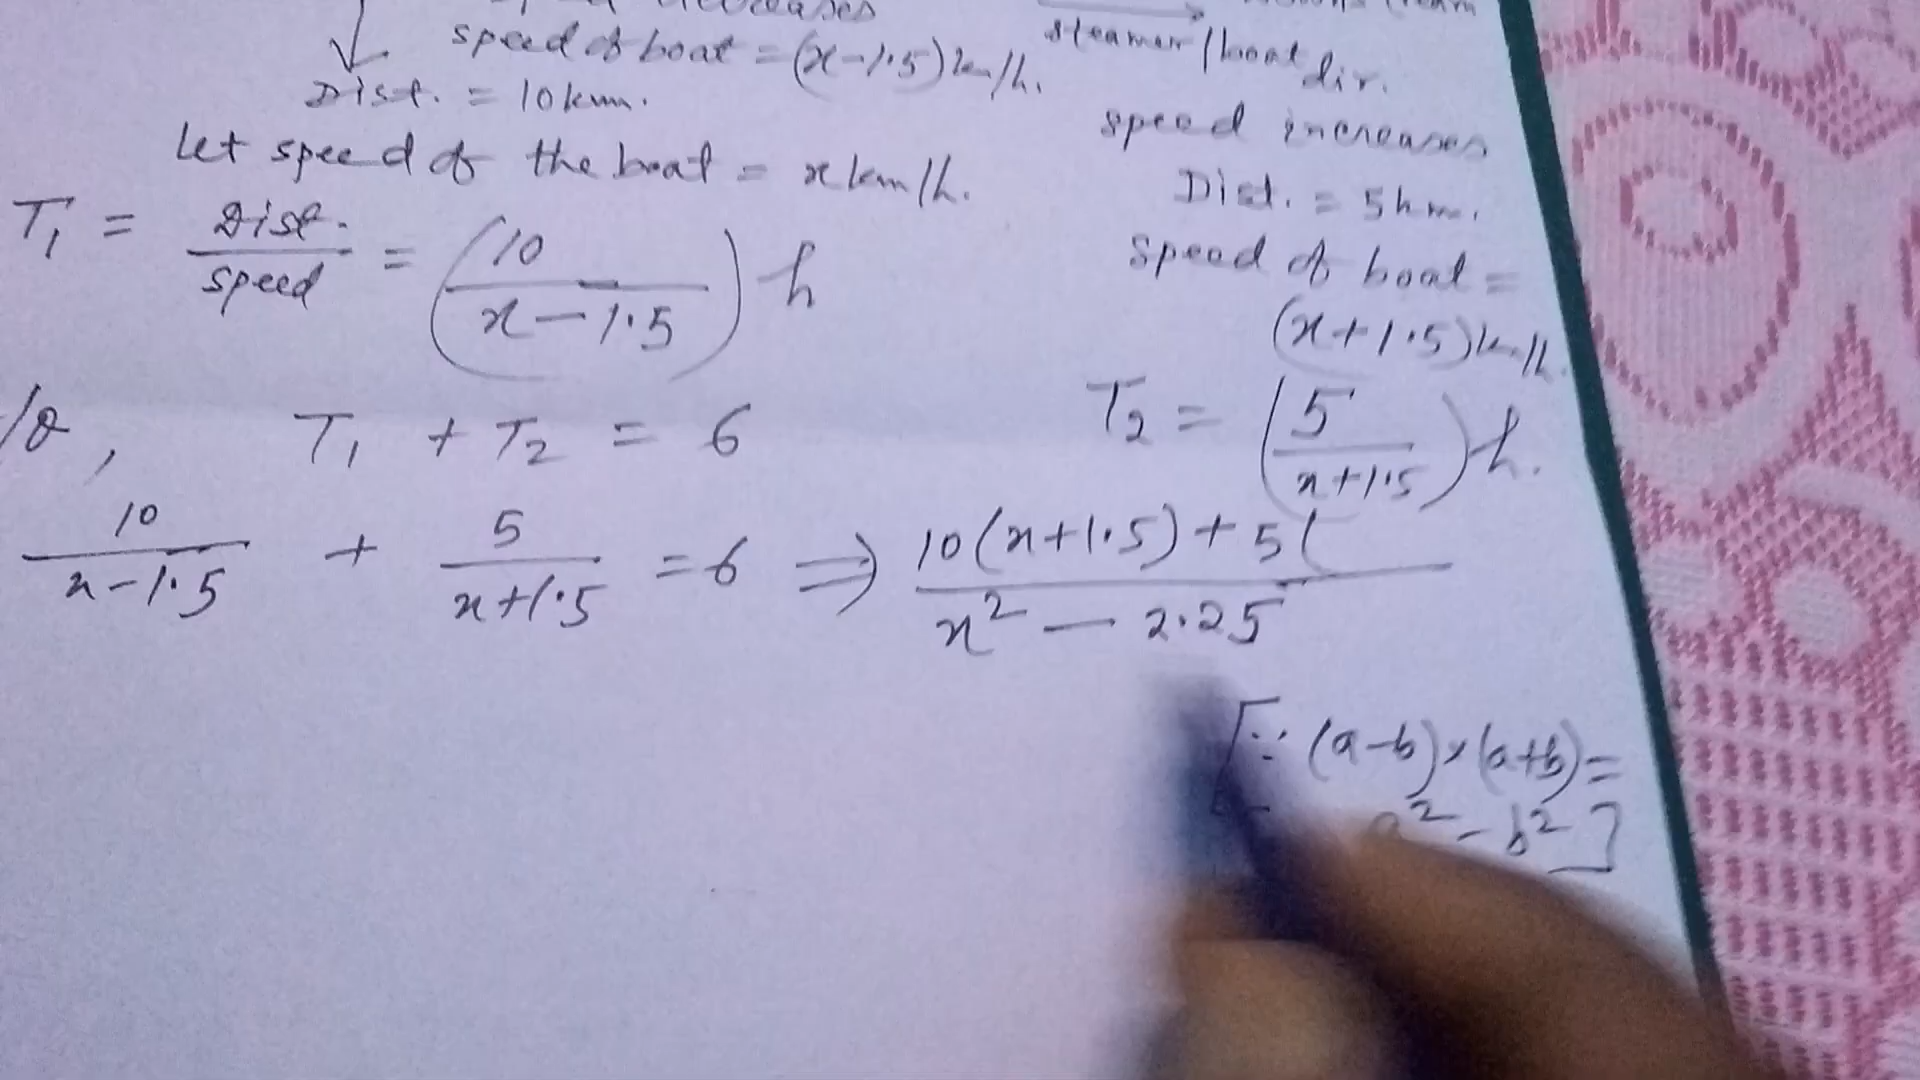 decreases
speed of boat = (x-1.5) km/h.
steamer/boat dir.
Dist. = 10 km.
speed increases
Let speed of the boat = x km/h.
Dist. = 5 km.
T₁ = Dist./speed = (10/(x-1.5)) h
speed of boat =
(x+1.5) km/h.
T₂ = (5/(x+1.5)) h.
, T₁ + T₂ = 6
10/(x-1.5) + 5/(x+1.5) = 6 ⇒ 10(x+1.5) + 5( / x² - 2.25
[∵ (a-b)×(a+b) =
a² - b²]